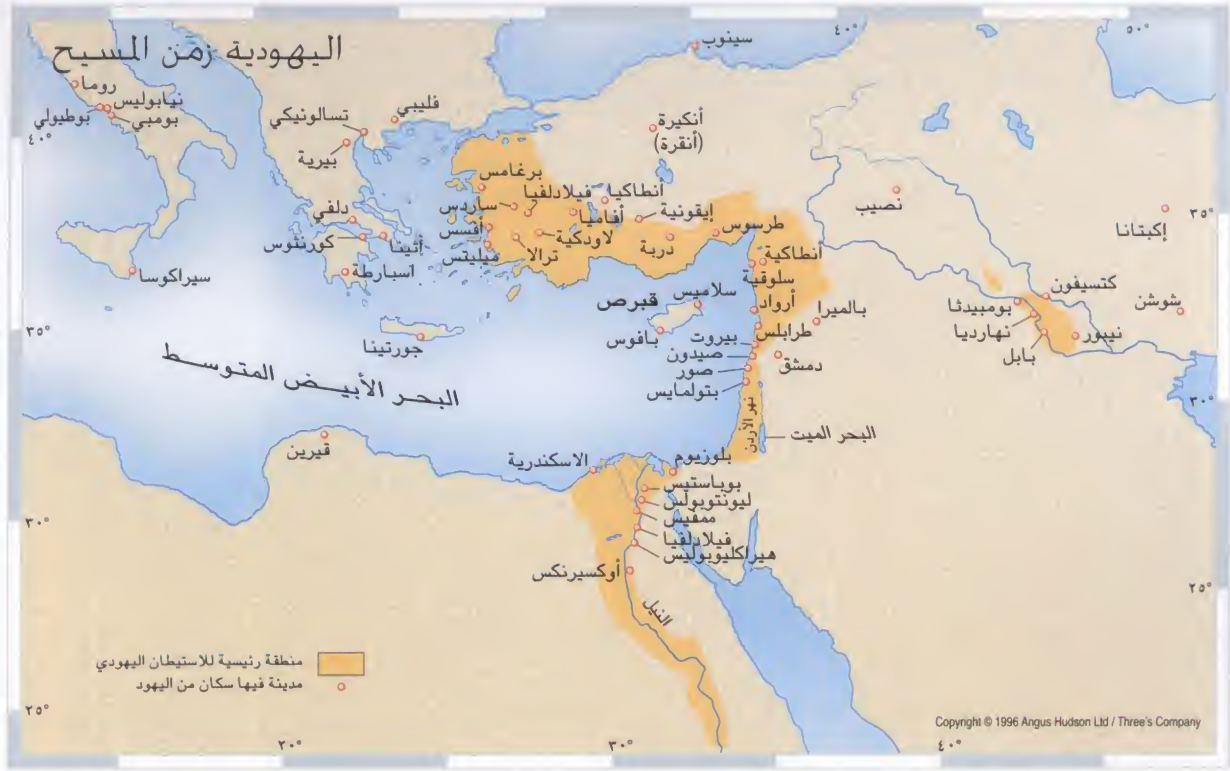 اليهودية زمن المسيح
سينوب
٤٠°
٥٠°
روما
نيابوليس
بوطيولي
بومبي
٤٠°
تسالونيكي
فليبي
بيرية
أنكيرة
(أنقرة)
برغامس
ساردس
فيلادلفيا
انطاكيا
أفاميا
إيقونية
طرسوس
نصيب
٣٥°
إكبتانا
دلفي
كورنثوس
أثينا
اسبارطة
أفسس
ميليتس
ترالا
لاودكية
دربة
أنطاكية
سلوقية
سيراكوسا
أرواد
قبرص
سلاميس
بافوس
بالميرا
كتسيفون
بومبيدثا
نهارديا
بابل
نيبور
شوشن
٣٥°
جورتينا
طرابلس
بيروت
صيدون
صور
بتولمايس
دمشق
٣٠°
البحر الأبيض المتوسط
نهر الأردن
البحر الميت
قيرين
الاسكندرية
بلوزيوم
بوباستيس
ليونتوبولس
ممفيس
فيلادلفيا
هيراكليوبوليس
أوكسيرنكس
٣٠°
٢٥°
النيل
منطقة رئيسية للاستيطان اليهودي
مدينة فيها سكان من اليهود
٢٥°
Copyright © 1996 Angus Hudson Ltd / Three's Company
٢٠°
٣٠°
٤٠°